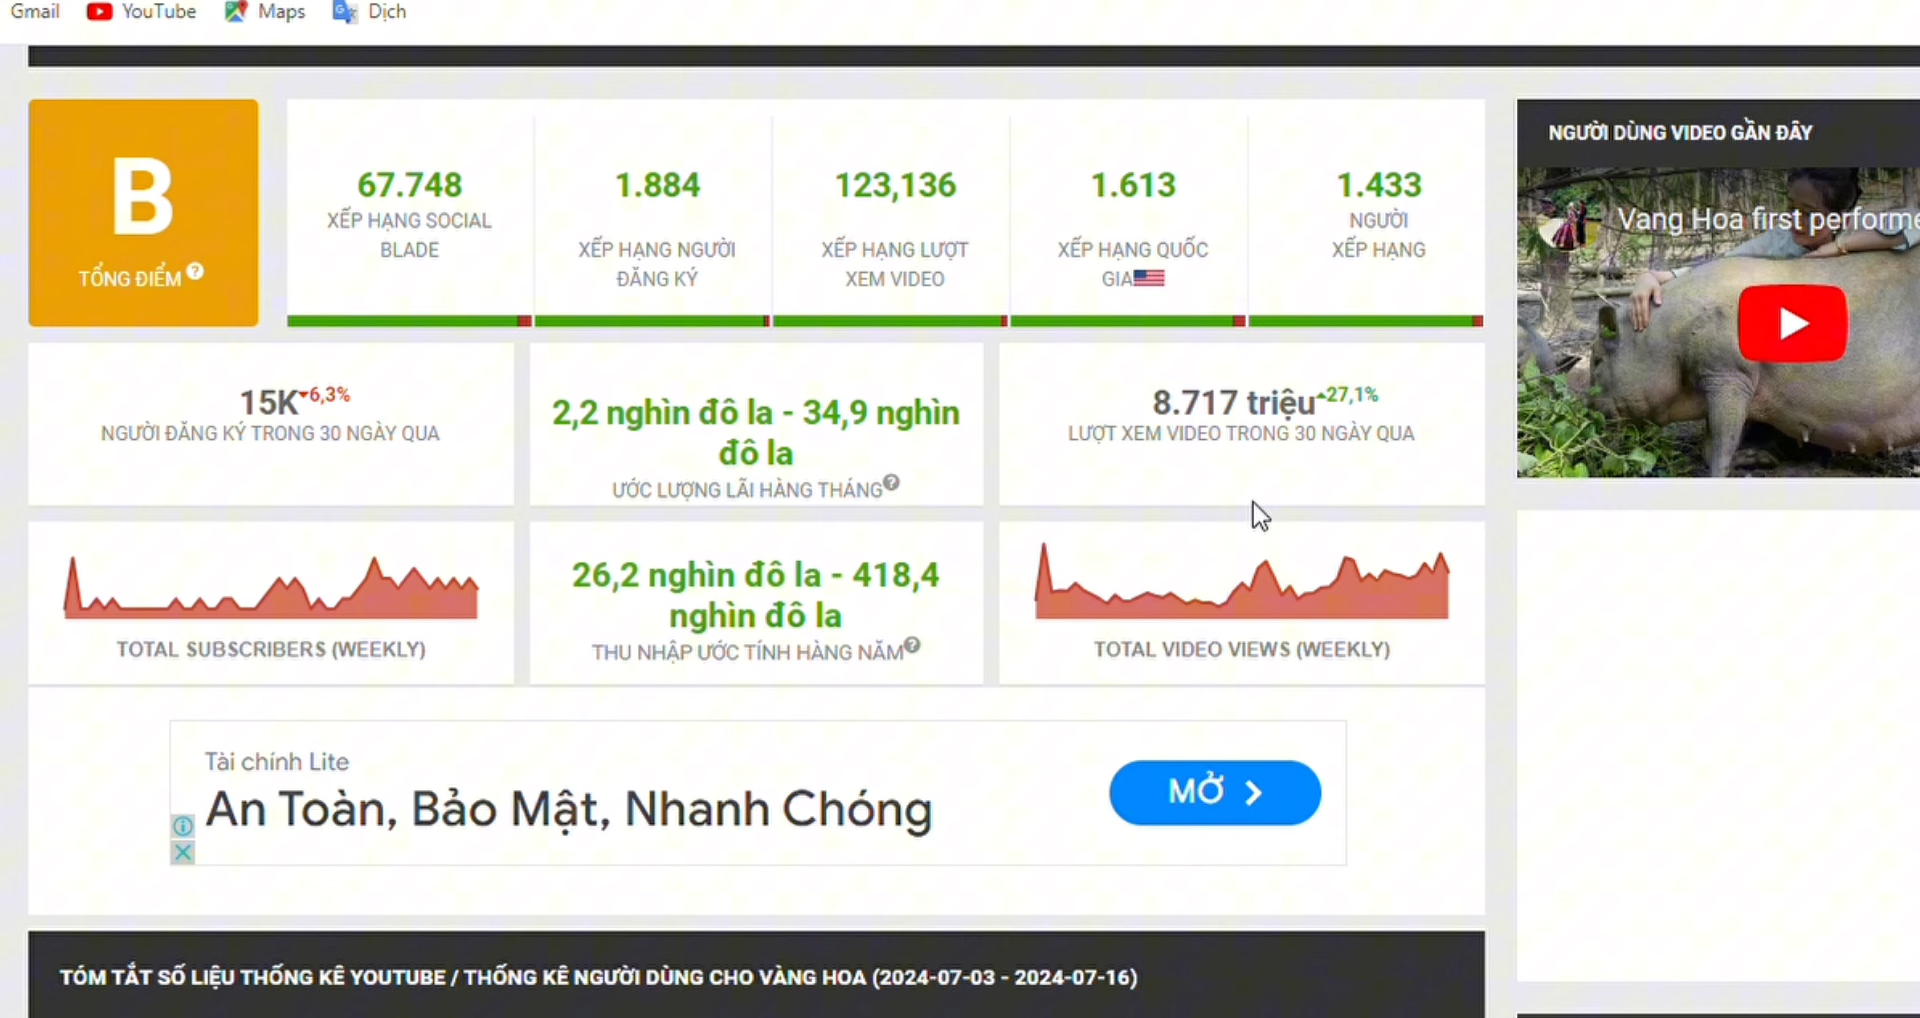 Gmail YouTube Maps Dịch
B
TỔNG ĐIỂM
67.748
XẾP HẠNG SOCIAL
BLADE
1.884
XẾP HẠNG NGƯỜI
ĐĂNG KÝ
123,136
XẾP HẠNG LƯỢT
XEM VIDEO
1.613
XẾP HẠNG QUỐC
GIA
1.433
NGƯỜI
XẾP HẠNG
NGƯỜI DÙNG VIDEO GẦN ĐÂY
Vang Hoa first performe
15K 6,3%
NGƯỜI ĐĂNG KÝ TRONG 30 NGÀY QUA
2,2 nghìn đô la - 34,9 nghìn
đô la
ƯỚC LƯỢNG LÃI HÀNG THÁNG
8.717 triệu 27,1%
LƯỢT XEM VIDEO TRONG 30 NGÀY QUA
TOTAL SUBSCRIBERS (WEEKLY)
26,2 nghìn đô la - 418,4
nghìn đô la
THU NHẬP ƯỚC TÍNH HÀNG NĂM
TOTAL VIDEO VIEWS (WEEKLY)
Tài chính Lite
An Toàn, Bảo Mật, Nhanh Chóng
MỞ
TÓM TẮT SỐ LIỆU THỐNG KÊ YOUTUBE / THỐNG KÊ NGƯỜI DÙNG CHO VÀNG HOA (2024-07-03 - 2024-07-16)